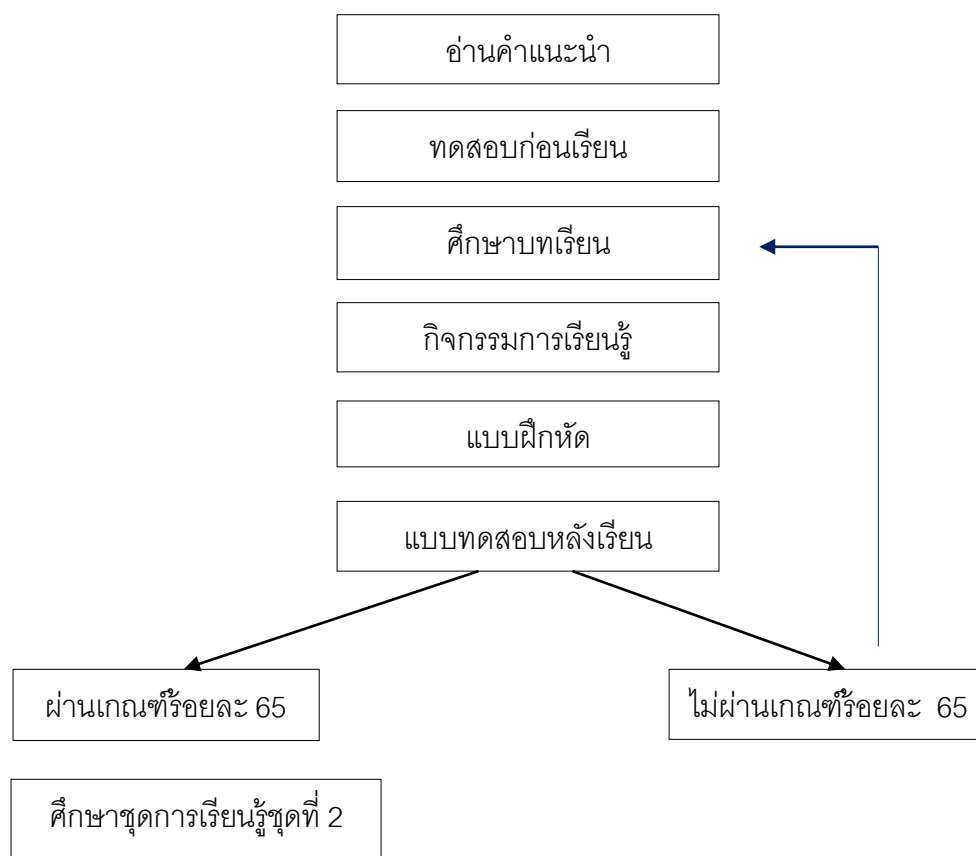 อ่านคำแนะนำ
ทดสอบก่อนเรียน
ศึกษาบทเรียน
กิจกรรมการเรียนรู้
แบบฝึกหัด
แบบทดสอบหลังเรียน
ผ่านเกณฑ์ร้อยละ 65
ไม่ผ่านเกณฑ์ร้อยละ 65
ศึกษาชุดการเรียนรู้ชุดที่ 2